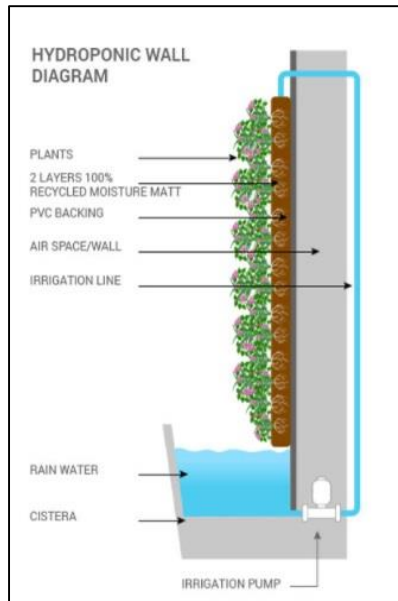 HYDROPONIC WALL
DIAGRAM
PLANTS
2 LAYERS 100%
RECYCLED MOISTURE MATT
PVC BACKING
AIR SPACE/WALL
IRRIGATION LINE
RAIN WATER
CISTERA
IRRIGATION PUMP